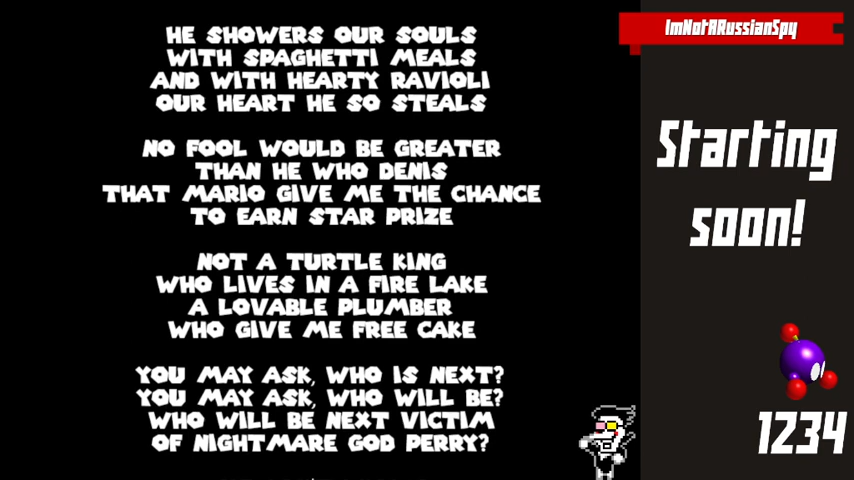 HE SHOWERS OUR SOULS
WITH SPAGHETTI MEALS
AND WITH HEARTY RAVIOLI
OUR HEART HE SO STEALS
NO FOOL WOULD BE GREATER
THAN HE WHO DENIS
THAT MARIO GIVE ME THE CHANCE
TO EARN STAR PRIZE
NOT A TURTLE KING
WHO LIVES IN A FIRE LAKE
A LOVABLE PLUMBER
WHO GIVE ME FREE CAKE
YOU MAY ASK, WHO IS NEXT?
YOU MAY ASK, WHO WILL BE?
WHO WILL BE NEXT VICTIM
OF NIGHTMARE GOD PERRY?
ImNotARussianSpy
Starting
soon!
1234